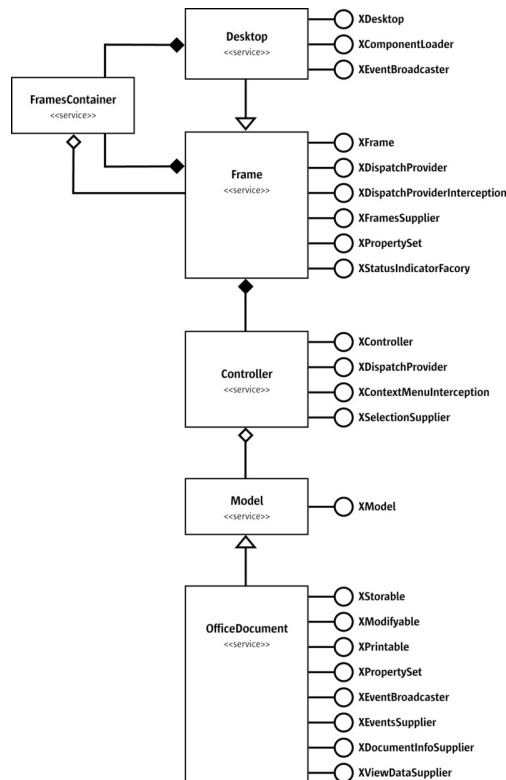 Desktop
<<service>>
XDesktop
XComponentLoader
XEventBroadcaster
FramesContainer
<<service>>
Frame
<<service>>
XFrame
XDispatchProvider
XDispatchProviderInterception
XFramesSupplier
XPropertySet
XStatusIndicatorFacory
Controller
<<service>>
XController
XDispatchProvider
XContextMenuInterception
XSelectionSupplier
Model
<<service>>
XModel
OfficeDocument
<<service>>
XStorable
XModifyable
XPrintable
XPropertySet
XEventBroadcaster
XEventsSupplier
XDocumentInfoSupplier
XViewDataSupplier